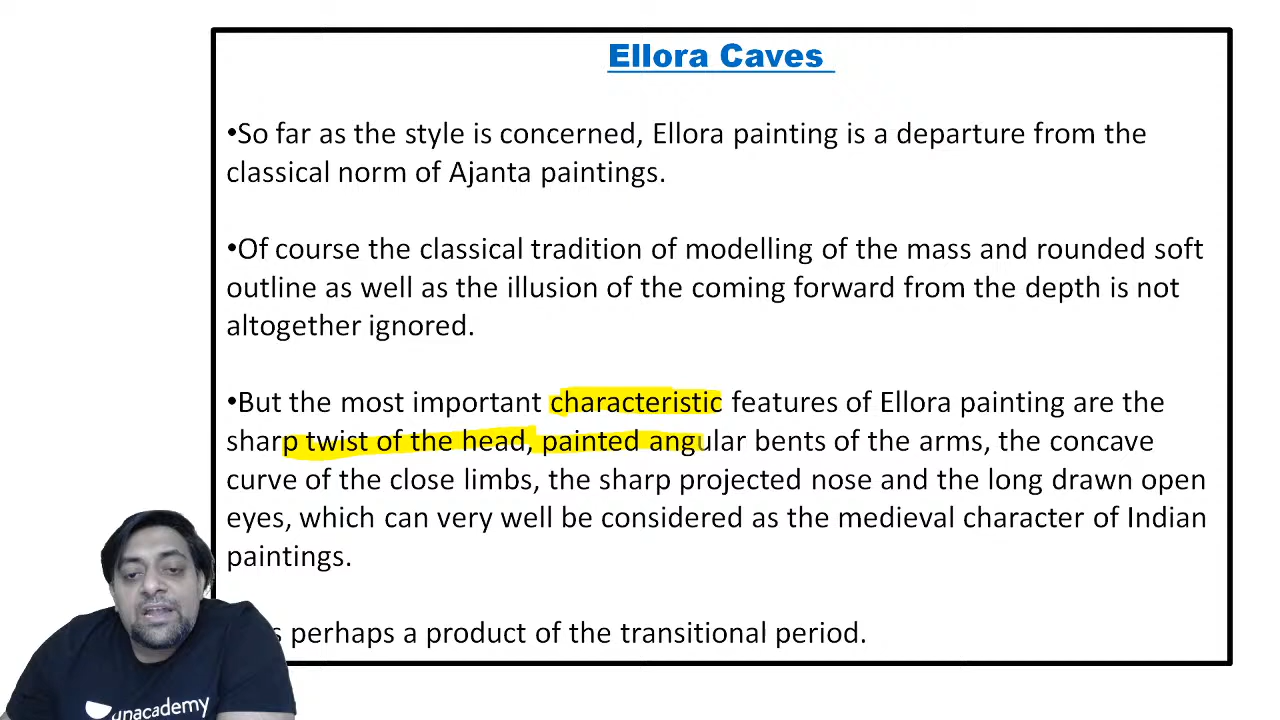 Ellora Caves
•So far as the style is concerned, Ellora painting is a departure from the
classical norm of Ajanta paintings.
•Of course the classical tradition of modelling of the mass and rounded soft
outline as well as the illusion of the coming forward from the depth is not
altogether ignored.
•But the most important characteristic features of Ellora painting are the
sharp twist of the head, painted angular bents of the arms, the concave
curve of the close limbs, the sharp projected nose and the long drawn open
eyes, which can very well be considered as the medieval character of Indian
paintings.
perhaps a product of the transitional period.
unacademy